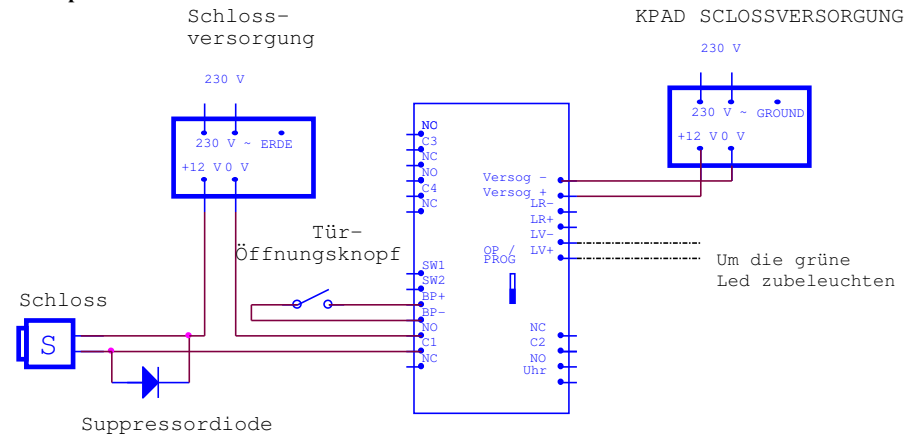 Schloss-
versorgung
230 V
230 V ~ ERDE
+12 V 0 V
KPAD SCLOSSVERSORGUNG
230 V
230 V ~ GROUND
+12 V 0 V
NO
C3
NC
NO
C4
NC
SW1
SW2
BP+
BP-
NO
C1
NC
Versog -
Versog +
LR-
LR+
LV-
LV+
OP /
PROG
NC
C2
NO
Uhr
Tür-
Öffnungsknopf
Um die grüne
Led zubeleuchten
Schloss
S
Suppressordiode